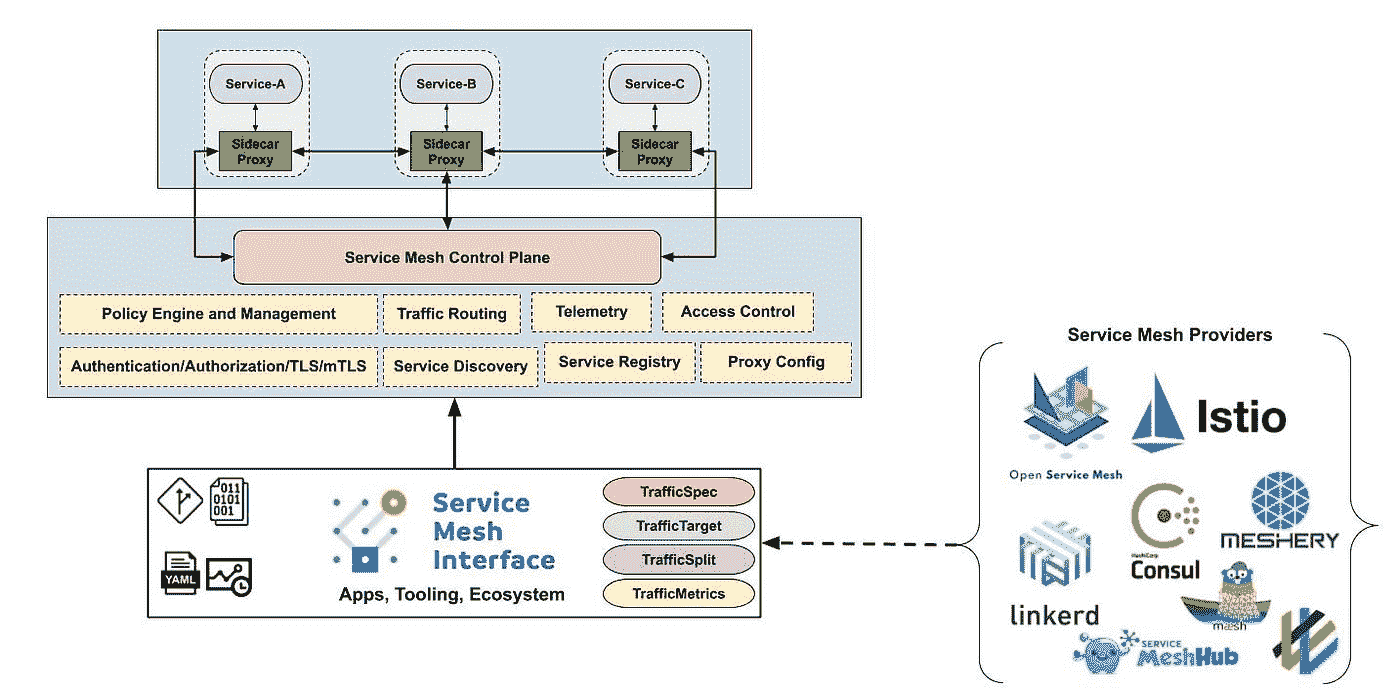 Service-A
Service-B
Service-C
Sidecar
Proxy
Sidecar
Proxy
Sidecar
Proxy
Service Mesh Control Plane
Policy Engine and Management
Traffic Routing
Telemetry
Access Control
Authentication/Authorization/TLS/mTLS
Service Discovery
Service Registry
Proxy Config
011
0101
001
YAML
Service
Mesh
Interface
Apps, Tooling, Ecosystem
TrafficSpec
TrafficTarget
TrafficSplit
TrafficMetrics
Service Mesh Providers
Open Service Mesh
Istio
HashiCorp
Consul
MESHERY
linkerd
mæsh
SERVICE
MeshHub